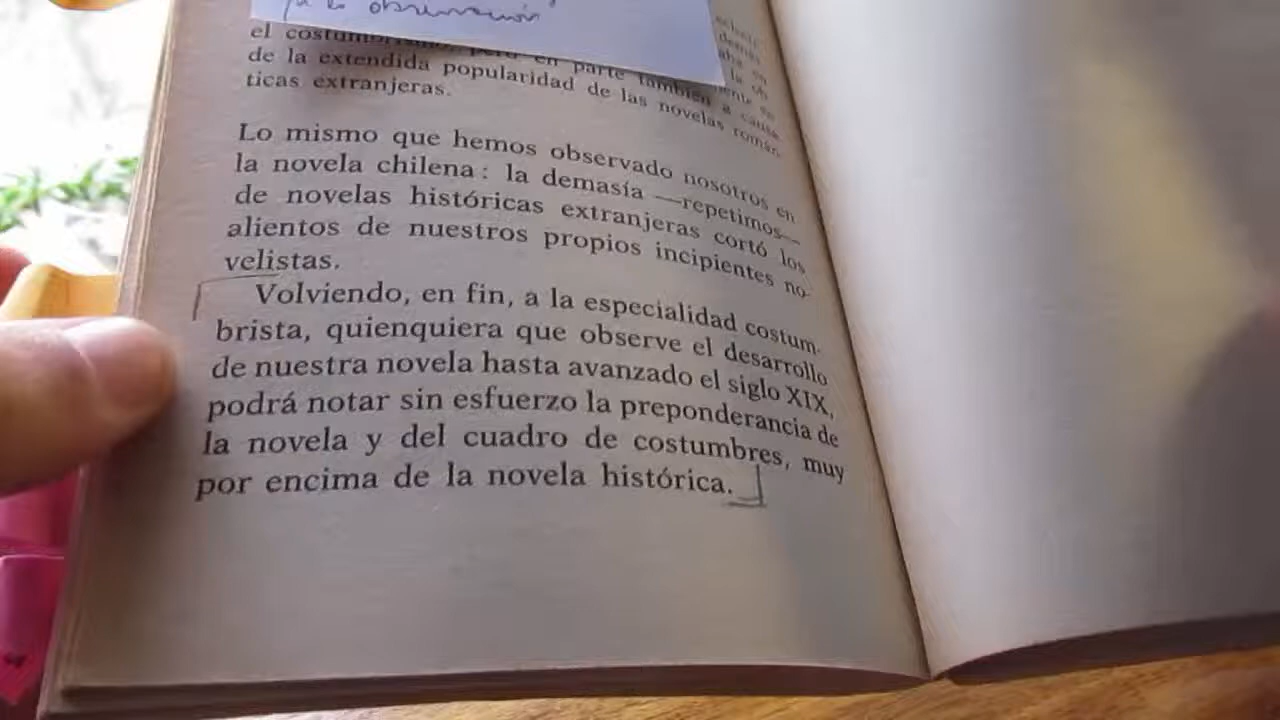 la observación
el costumbrismo, pero en parte también a causa
de la extendida popularidad de las novelas román-
ticas extranjeras.
Lo mismo que hemos observado nosotros en
la novela chilena: la demasía —repetimos—
de novelas históricas extranjeras cortó los
alientos de nuestros propios incipientes no-
velistas.
Volviendo, en fin, a la especialidad costum-
brista, quienquiera que observe el desarrollo
de nuestra novela hasta avanzado el siglo XIX,
podrá notar sin esfuerzo la preponderancia de
la novela y del cuadro de costumbres, muy
por encima de la novela histórica.